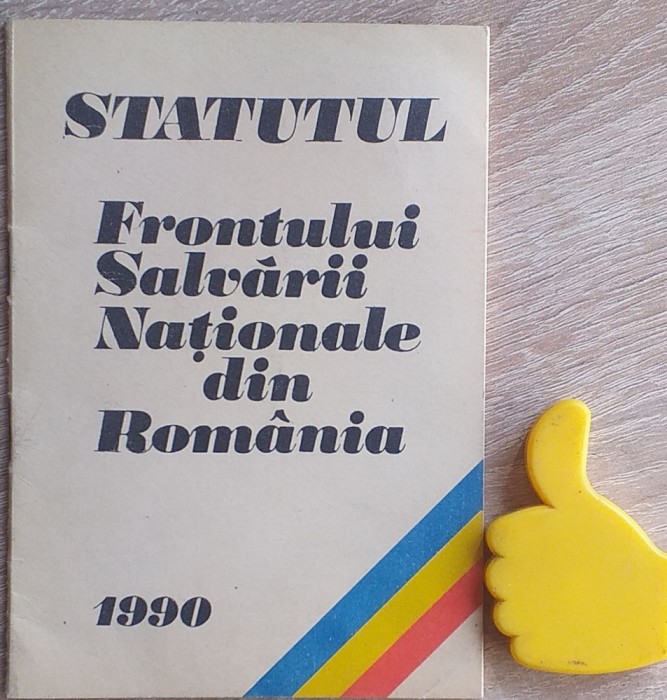 STATUTUL
Frontului
Salvării
Naționale
din
România
1990